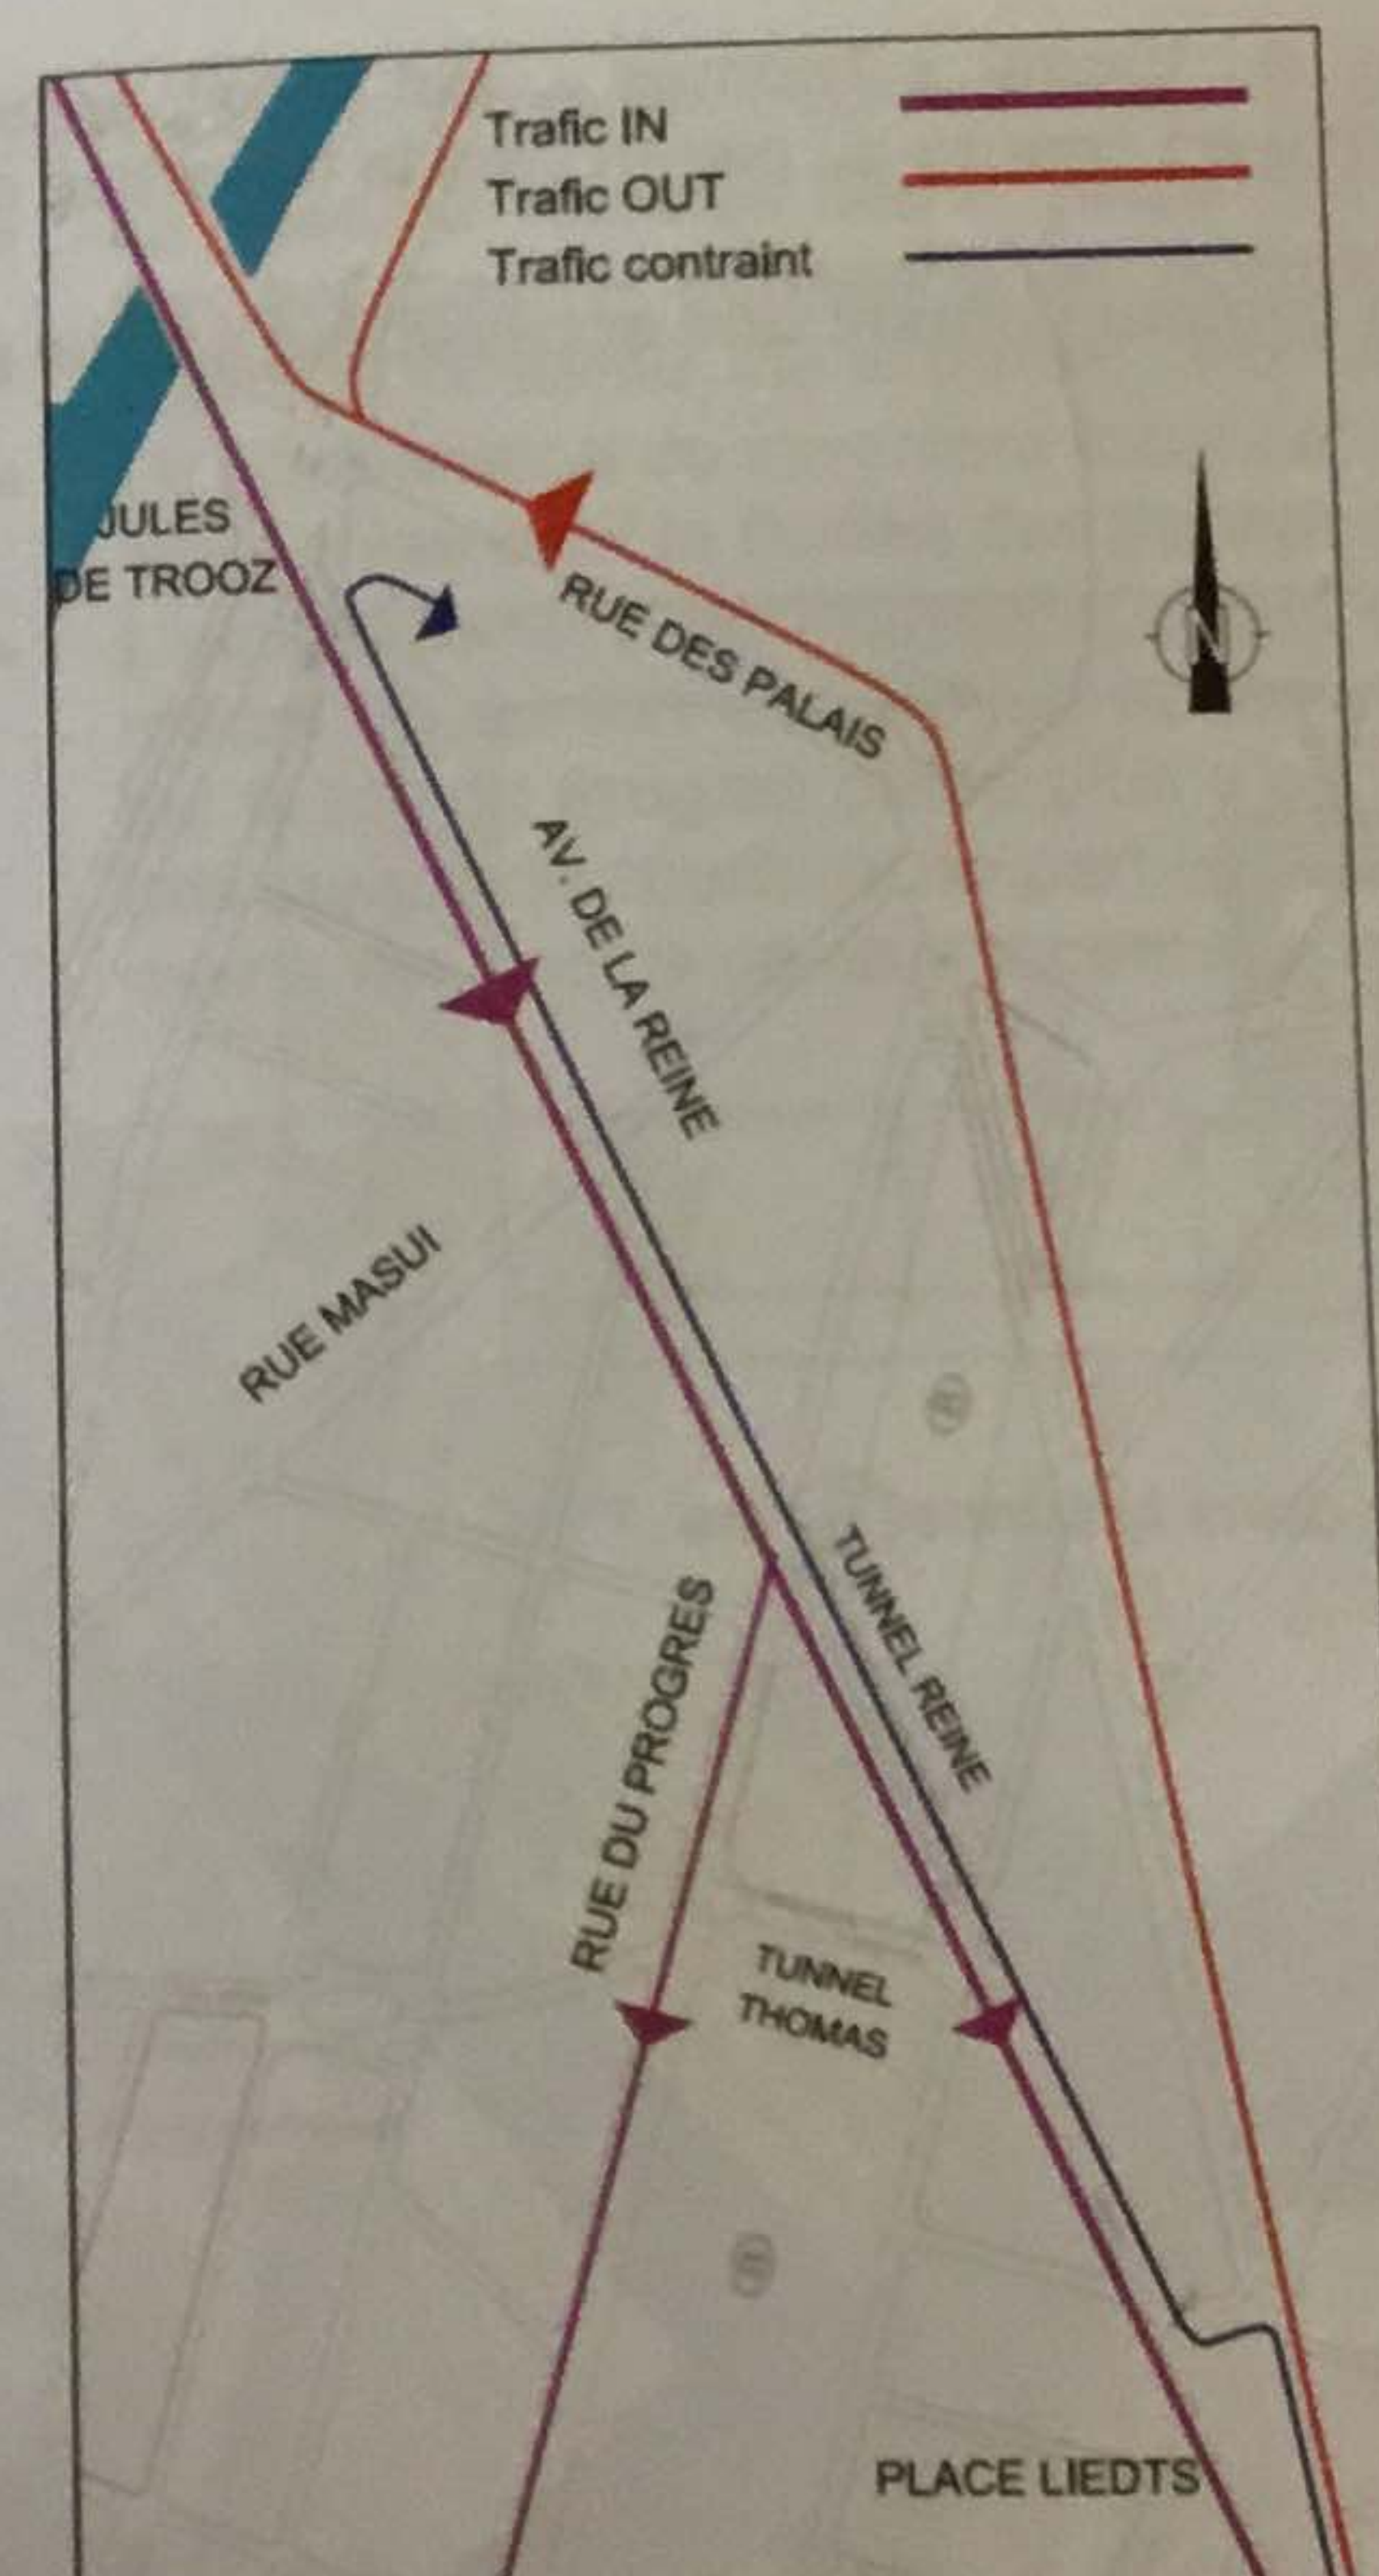 Trafic IN
Trafic OUT
Trafic contraint
JULES
DE TROOZ
RUE DES PALAIS
N
AV. DE LA REINE
RUE MASUI
TUNNEL REINE
RUE DU PROGRES
TUNNEL
THOMAS
PLACE LIEDTS